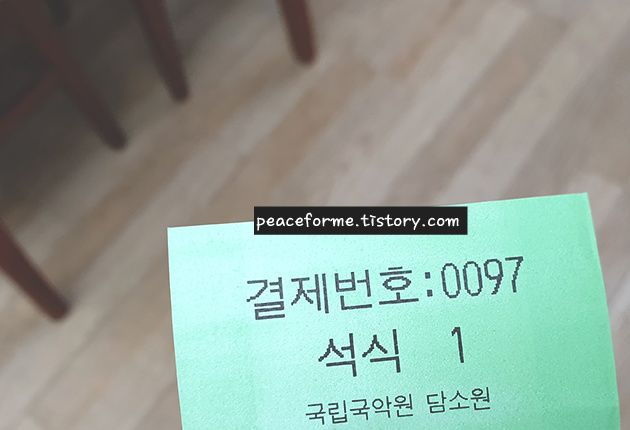 peaceforme.tistory.com
결제번호:0097
석식 1
국립국악원 담소원